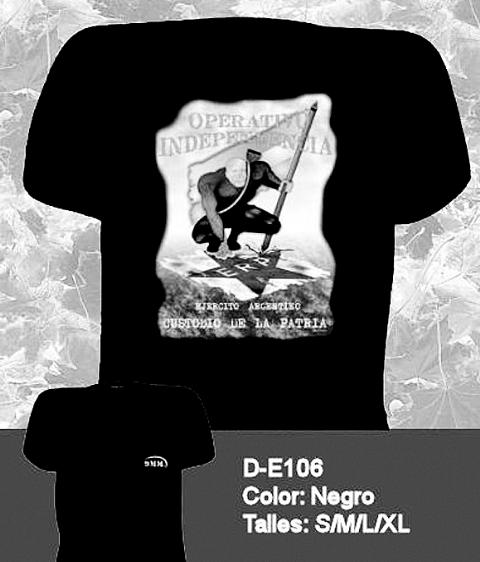 OPERATIVO
INDEPENDENCIA
ERP
EJERCITO ARGENTINO
CUSTODIO DE LA PATRIA
D-E106
Color: Negro
Talles: S/M/L/XL